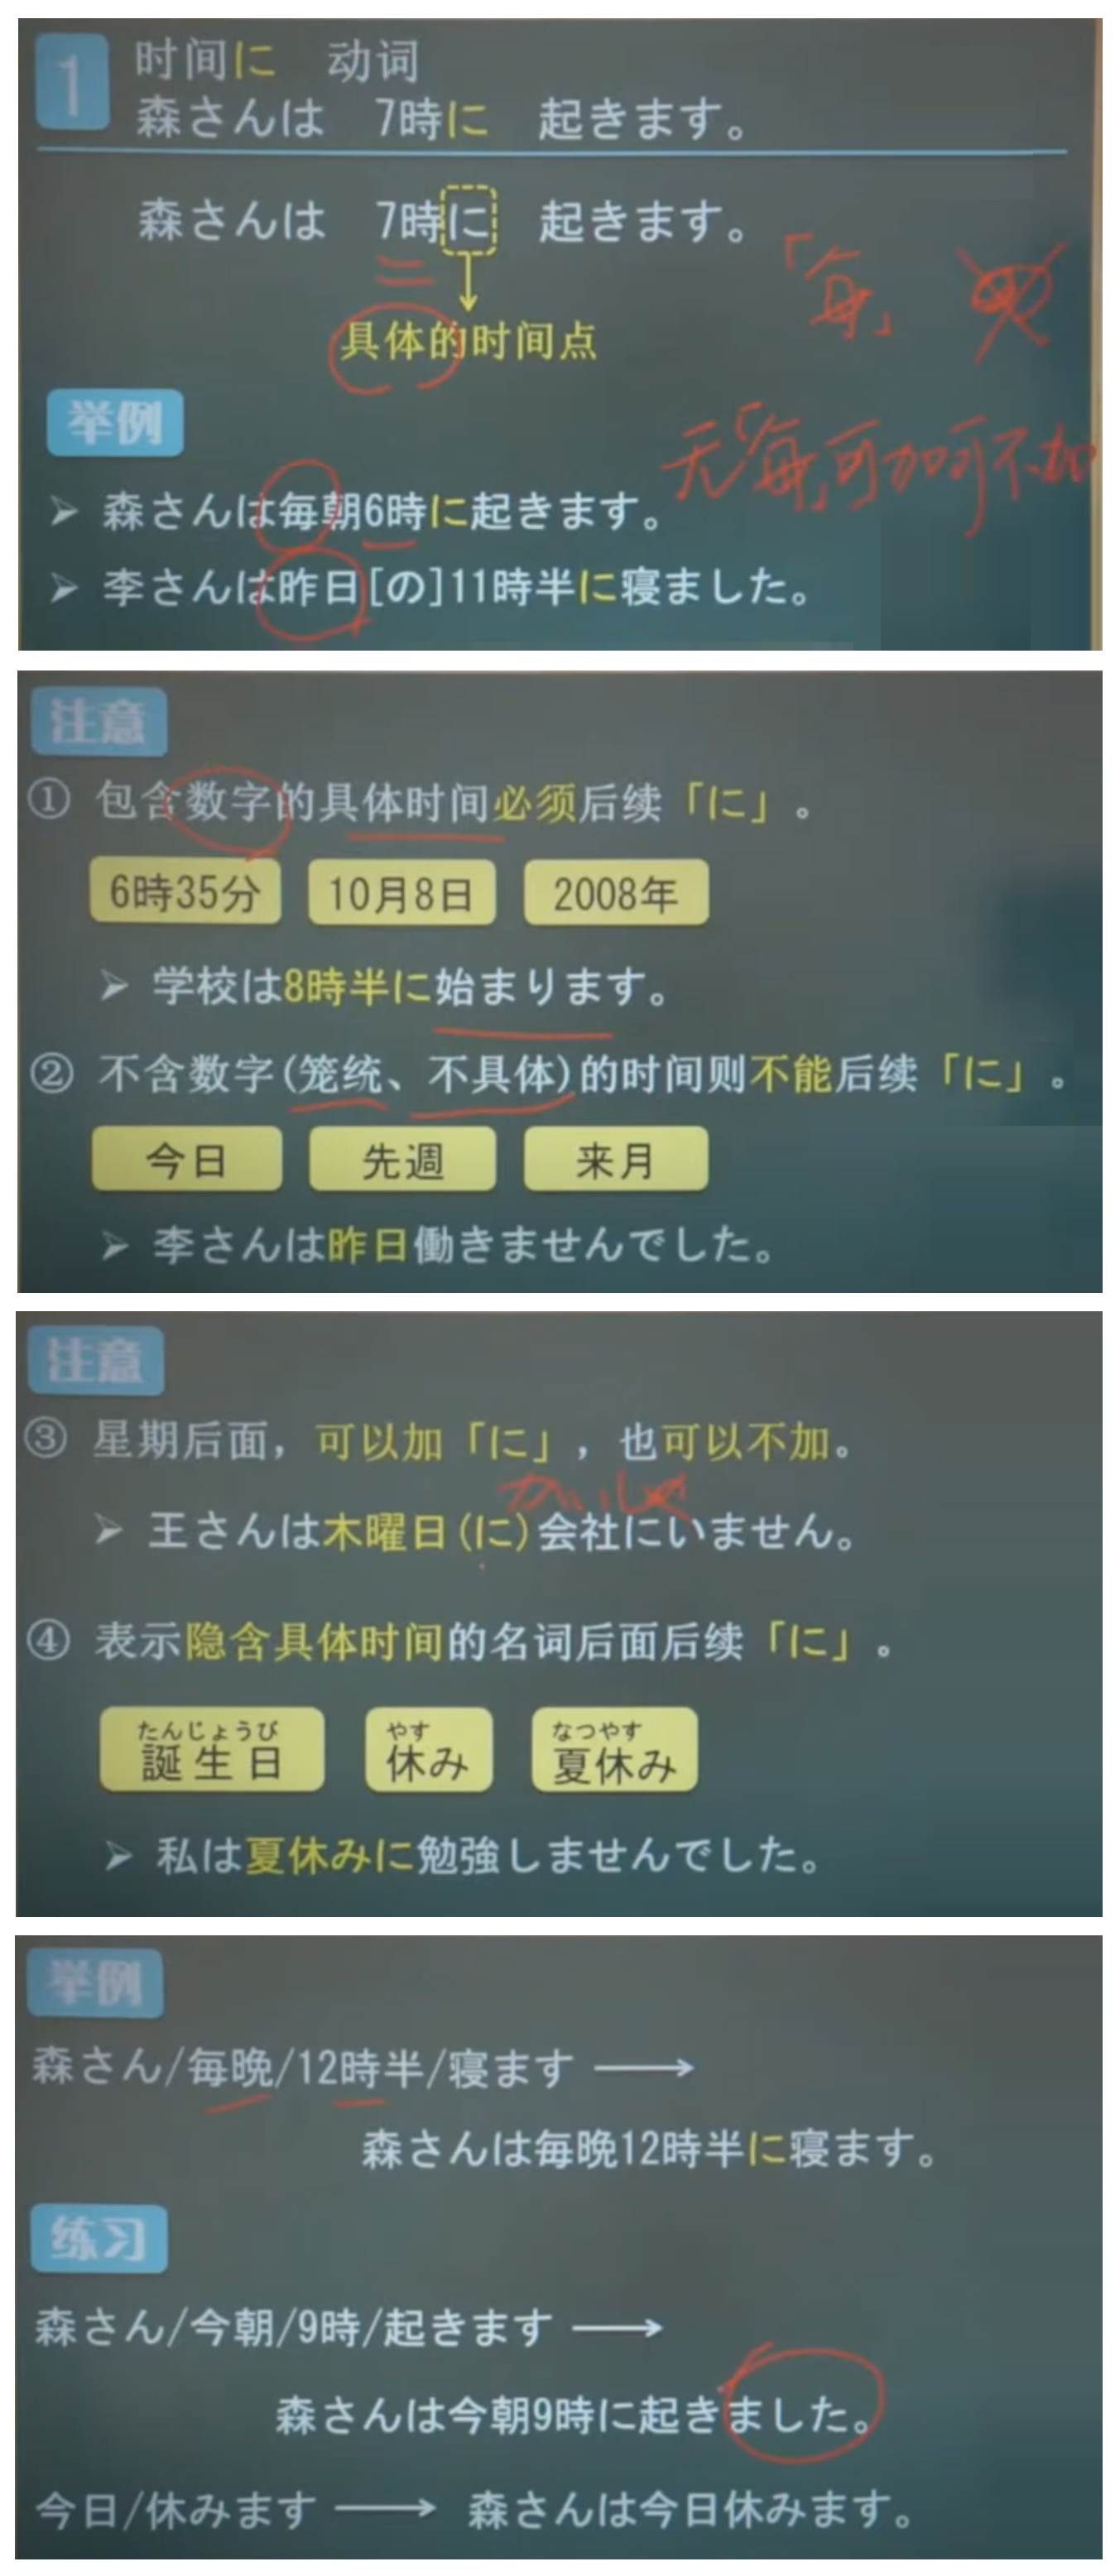 1
时间に 动词
森さんは 7時に 起きます。
森さんは 7時に 起きます。
具体的时间点
「每」
无「每」可加可不加
举例
森さんは毎朝6時に起きます。
李さんは昨日[の]11時半に寝ました。
注意
① 包含数字的具体时间必须后续「に」。
6時35分 10月8日 2008年
学校は8時半に始まります。
② 不含数字(笼统、不具体)的时间则不能后续「に」。
今日 先週 来月
李さんは昨日働きませんでした。
注意
③ 星期后面，可以加「に」，也可以不加。
かいしゃ
王さんは木曜日(に)会社にいません。
④ 表示隐含具体时间的名词后面后续「に」。
たんじょうび やす なつやす
誕生日 休み 夏休み
私は夏休みに勉強しませんでした。
举例
森さん/毎晩/12時半/寝ます
森さんは毎晩12時半に寝ます。
练习
森さん/今朝/9時/起きます
森さんは今朝9時に起きました。
今日/休みます 森さんは今日休みます。